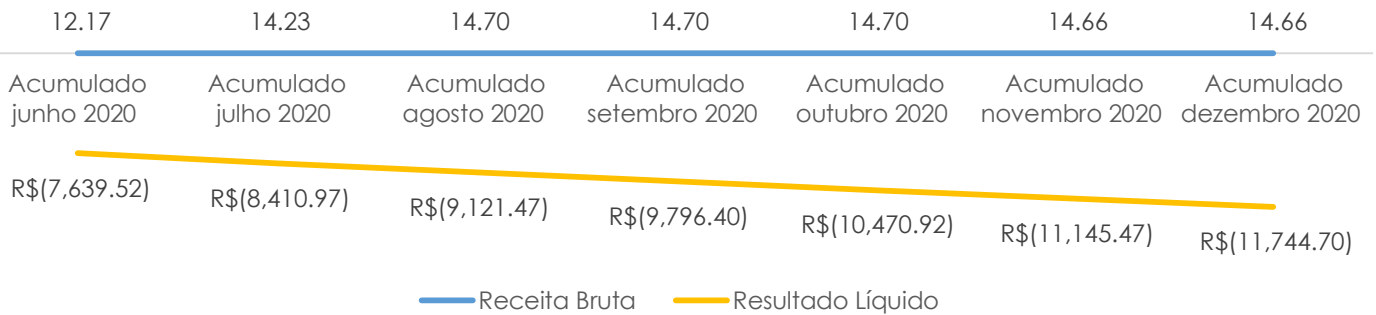 12.17 14.23 14.70 14.70 14.70 14.66 14.66
Acumulado Acumulado Acumulado Acumulado Acumulado Acumulado Acumulado
junho 2020 julho 2020 agosto 2020 setembro 2020 outubro 2020 novembro 2020 dezembro 2020
R$(7,639.52) R$(8,410.97) R$(9,121.47) R$(9,796.40) R$(10,470.92) R$(11,145.47) R$(11,744.70)
Receita Bruta Resultado Líquido